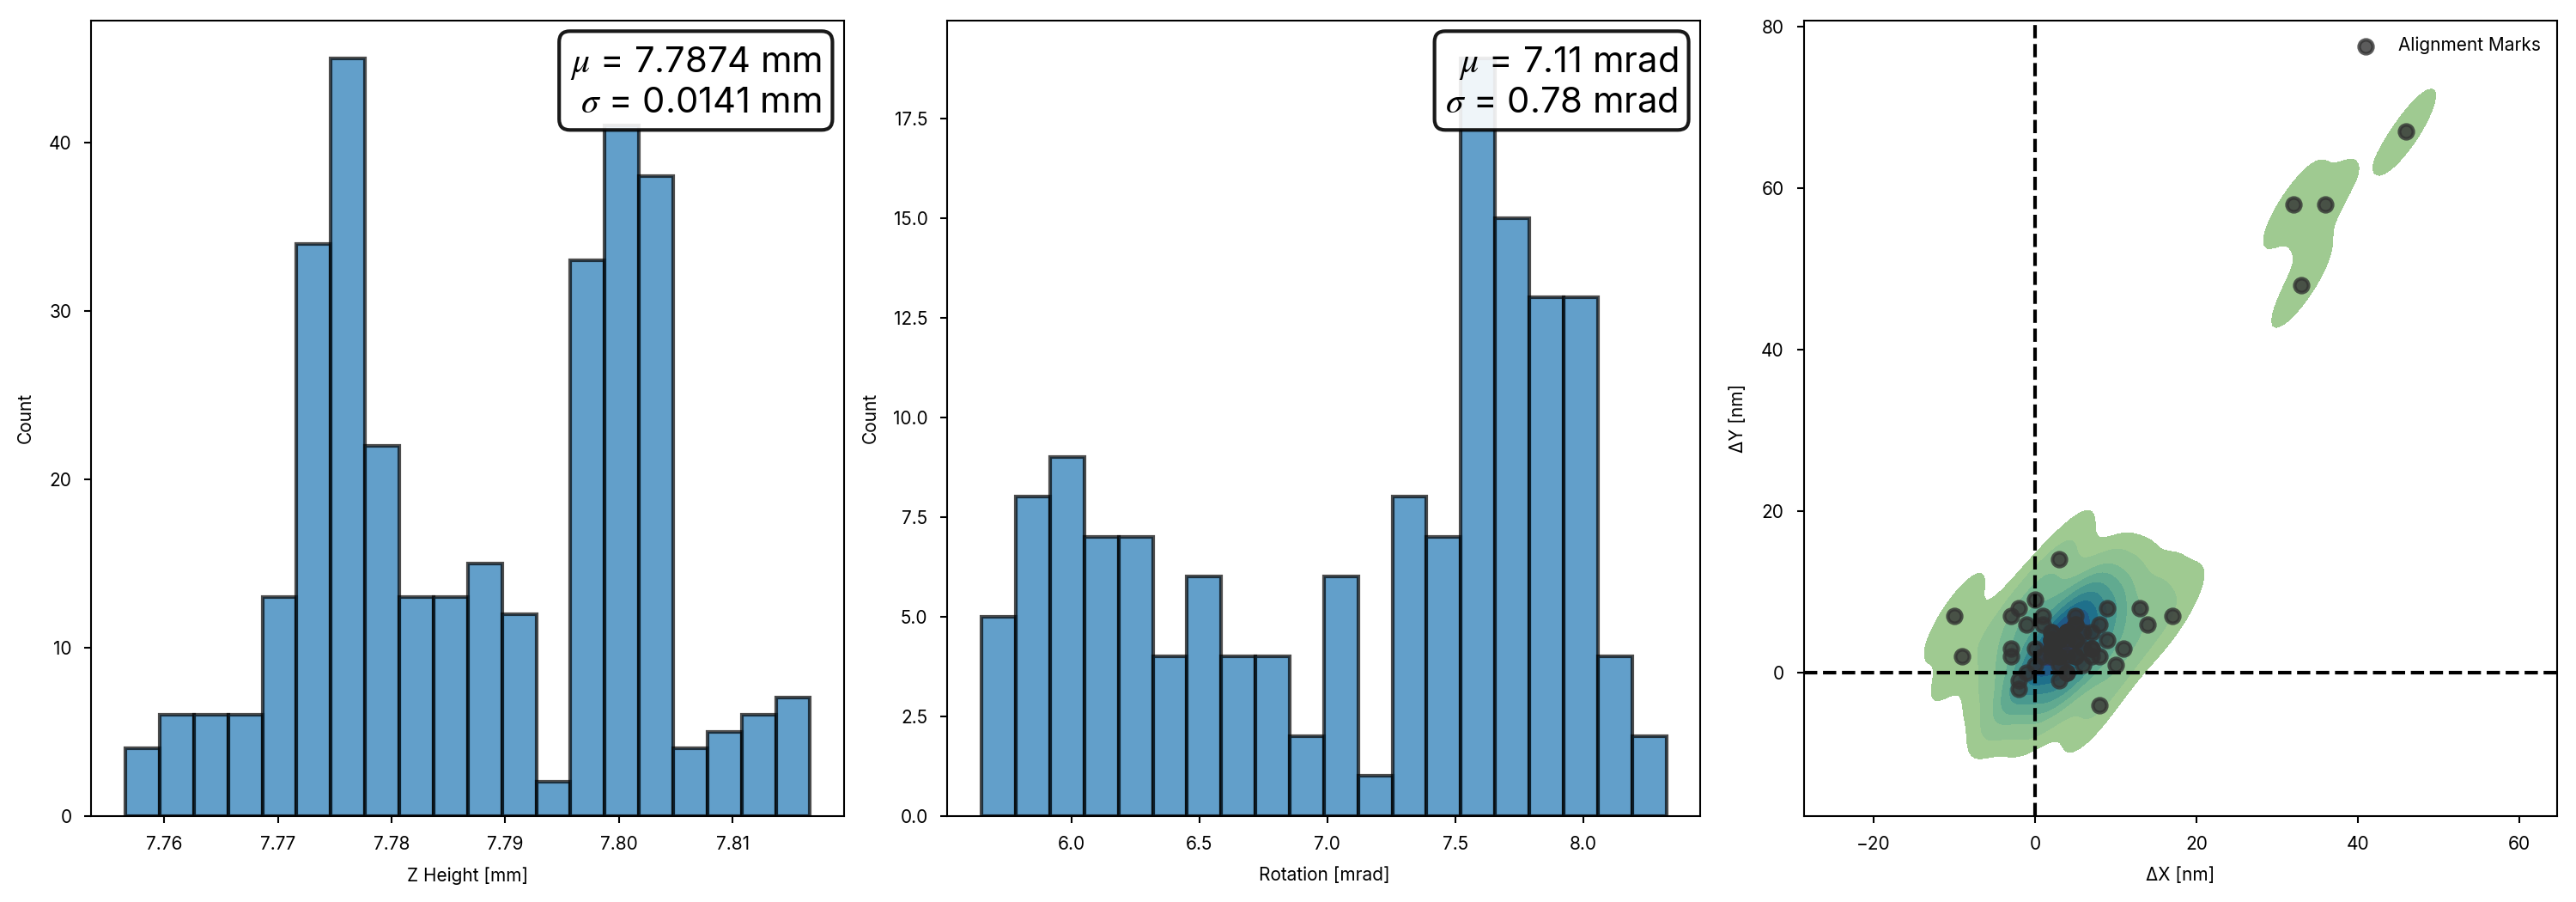 μ = 7.7874 mm
σ = 0.0141 mm
40
30
20
10
0
Count
7.76 7.77 7.78 7.79 7.80 7.81
Z Height [mm]
μ = 7.11 mrad
σ = 0.78 mrad
17.5
15.0
12.5
10.0
7.5
5.0
2.5
0.0
Count
6.0 6.5 7.0 7.5 8.0
Rotation [mrad]
Alignment Marks
80
60
40
20
0
ΔY [nm]
−20 0 20 40 60
ΔX [nm]